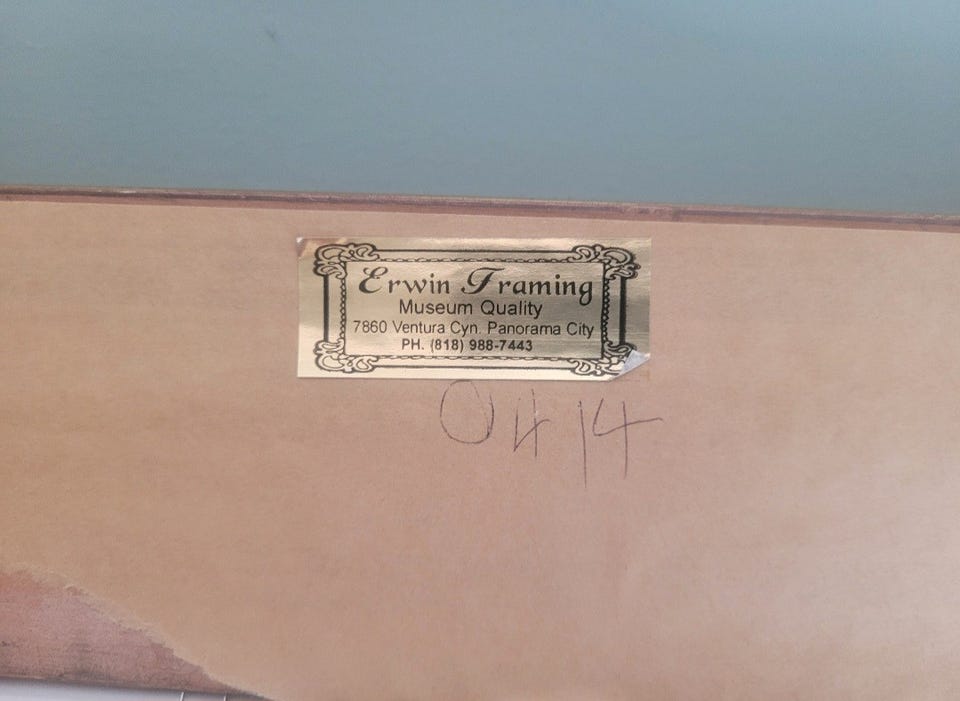 Erwin Framing
Museum Quality
7860 Ventura Cyn. Panorama City
PH. (818) 988-7443
0414